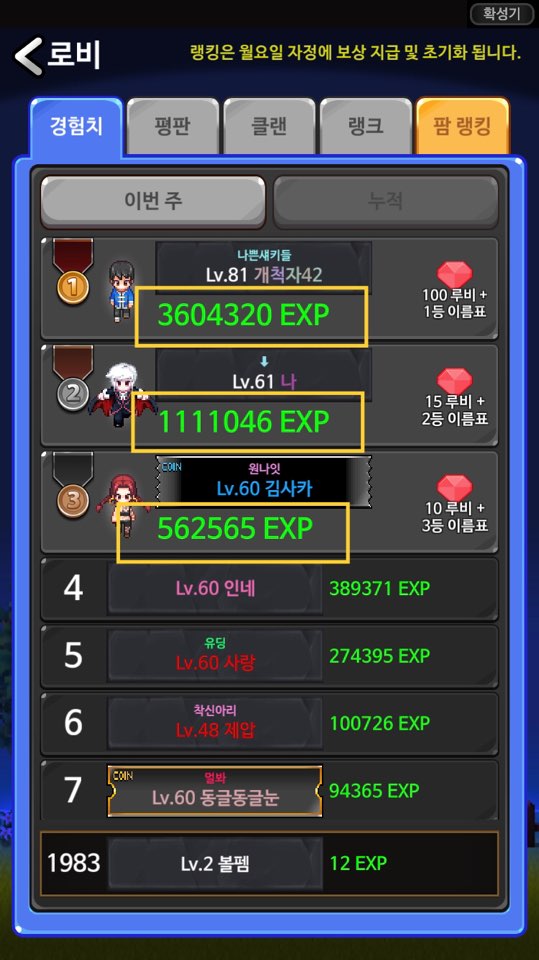 확성기
로비
랭킹은 월요일 자정에 보상 지급 및 초기화 됩니다.
경험치
평판
클랜
랭크
팜 랭킹
이번 주
누적
1
나쁜섀키들
Lv.81 개척자42
3604320 EXP
100 루비 +
1등 이름표
2
⬇
Lv.61 나
1111046 EXP
15 루비 +
2등 이름표
3
COIN
원나잇
Lv.60 김사카
562565 EXP
10 루비 +
3등 이름표
4
Lv.60 인네
389371 EXP
5
유딩
Lv.60 사랑
274395 EXP
6
착신아리
Lv.48 제압
100726 EXP
7
COIN
멀봐
Lv.60 동글동글눈
94365 EXP
1983
Lv.2 볼펨
12 EXP